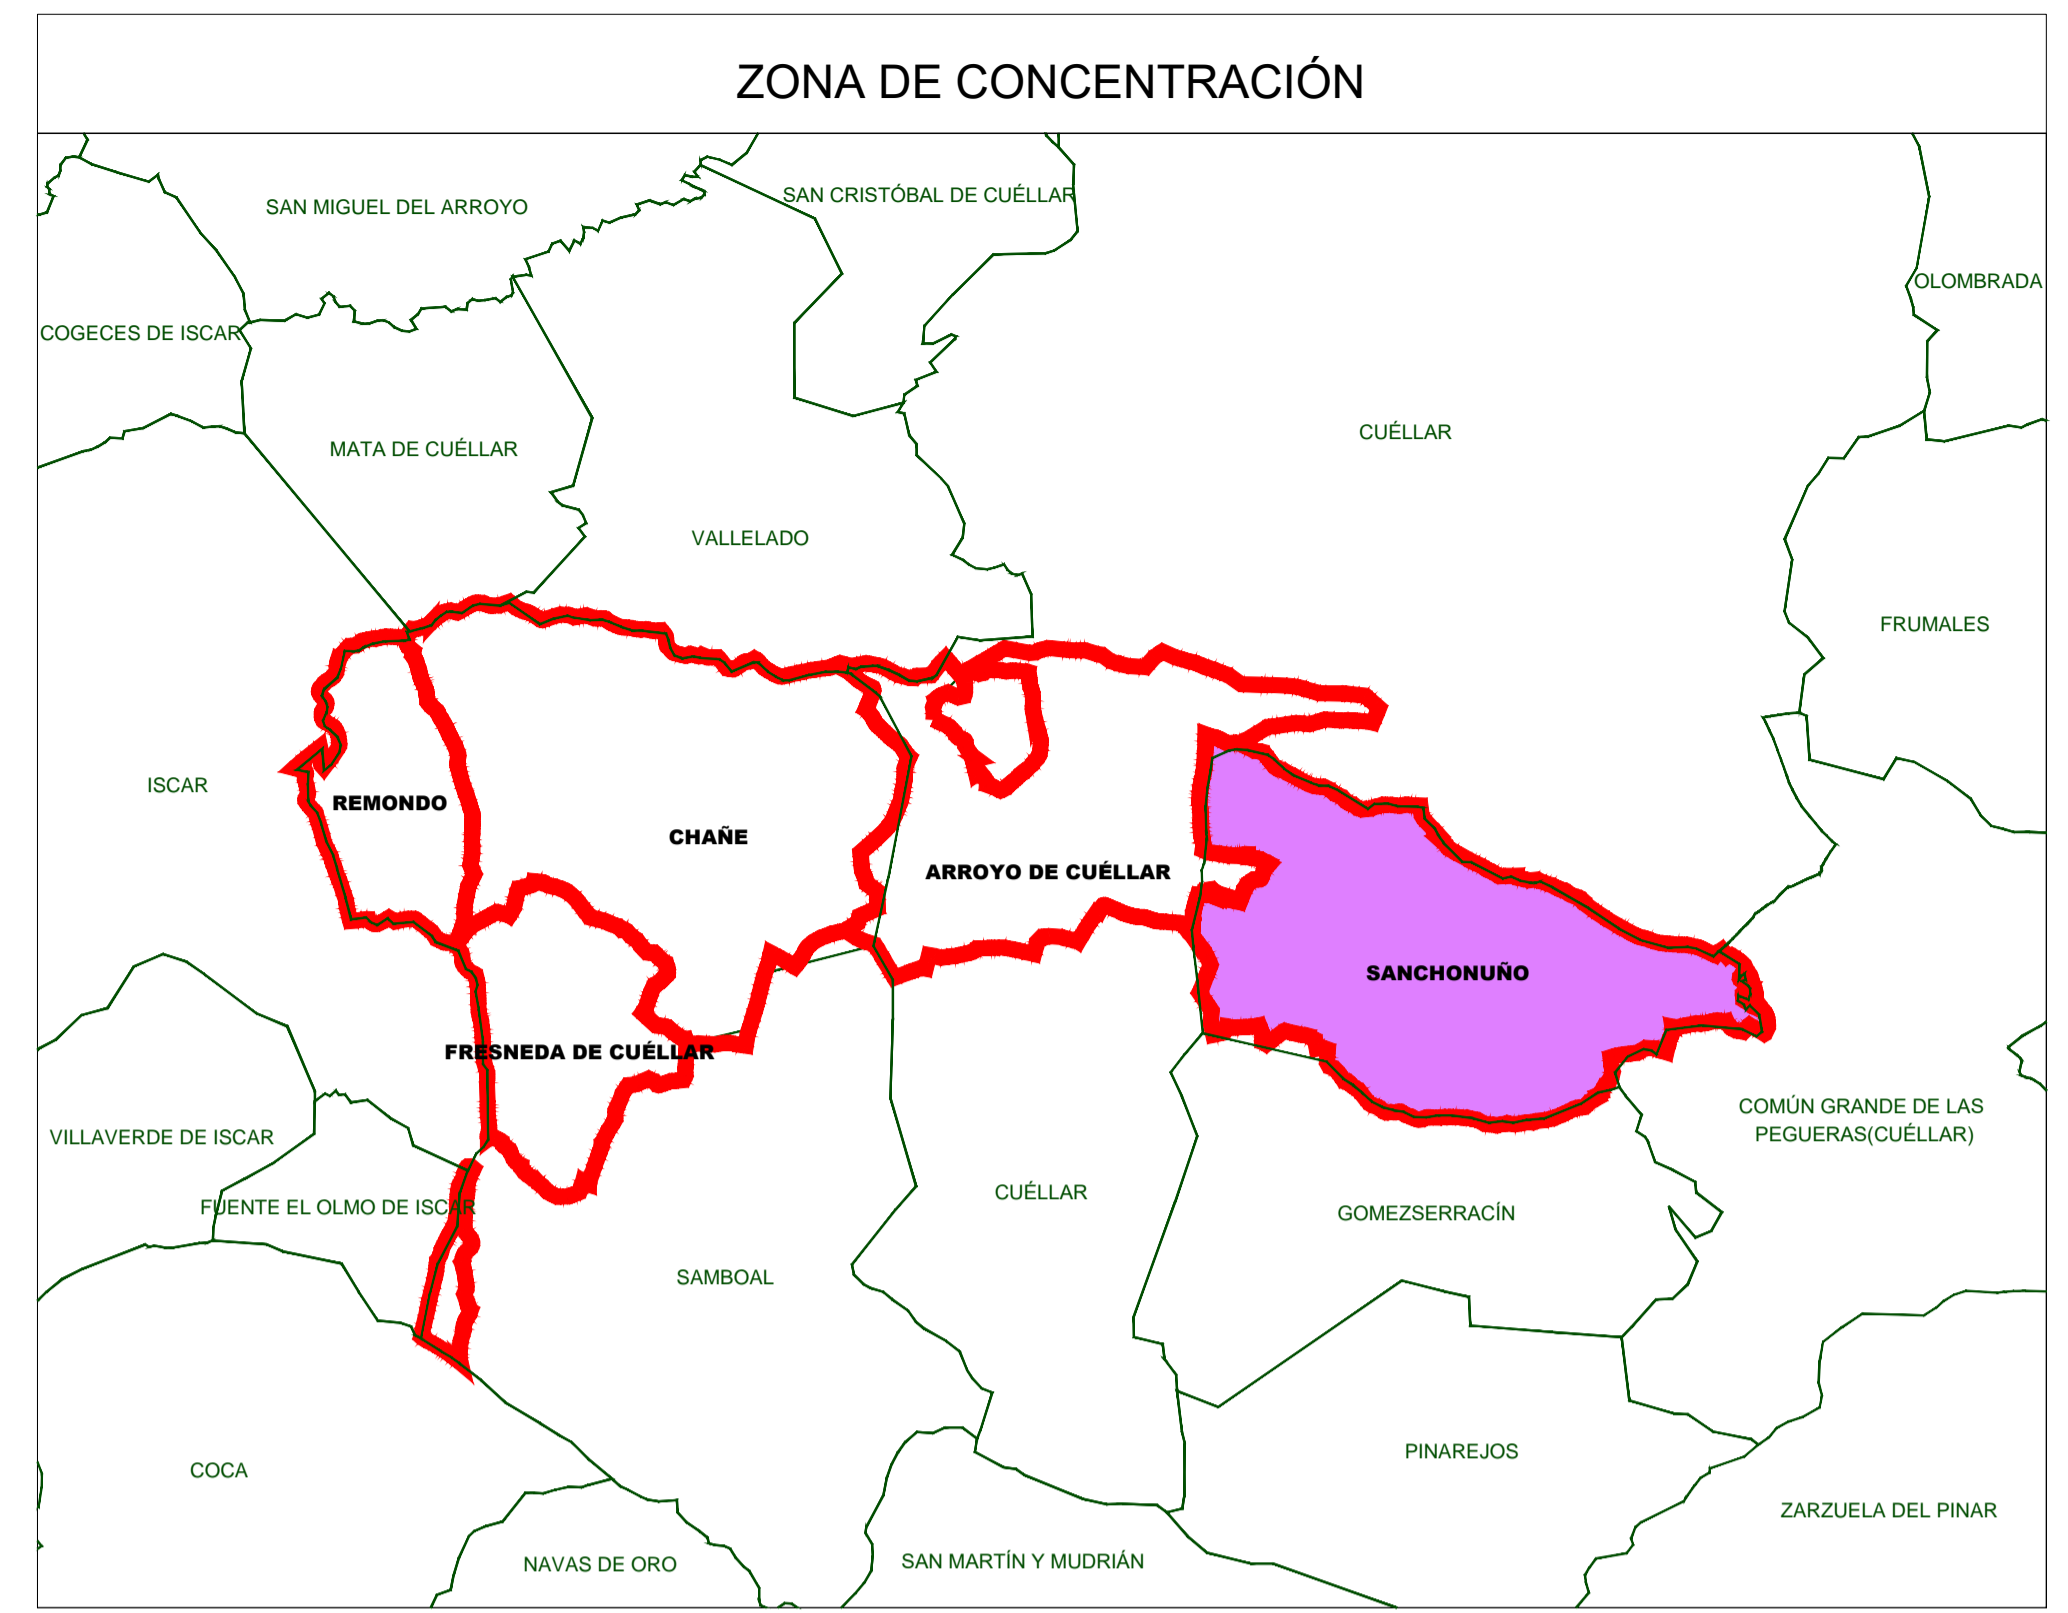 ZONA DE CONCENTRACIÓN
SAN CRISTÓBAL DE CUÉLLAR
SAN MIGUEL DEL ARROYO
OLOMBRADA
COGECES DE ISCAR
CUÉLLAR
MATA DE CUÉLLAR
VALLELADO
FRUMALES
ISCAR
REMONDO
CHAÑE
ARROYO DE CUÉLLAR
SANCHONUÑO
FRESNEDA DE CUÉLLAR
COMÚN GRANDE DE LAS
PEGUERAS(CUÉLLAR)
VILLAVERDE DE ISCAR
CUÉLLAR
FUENTE EL OLMO DE ISCAR
GOMEZSERRACÍN
SAMBOAL
PINAREJOS
COCA
ZARZUELA DEL PINAR
SAN MARTÍN Y MUDRIÁN
NAVAS DE ORO